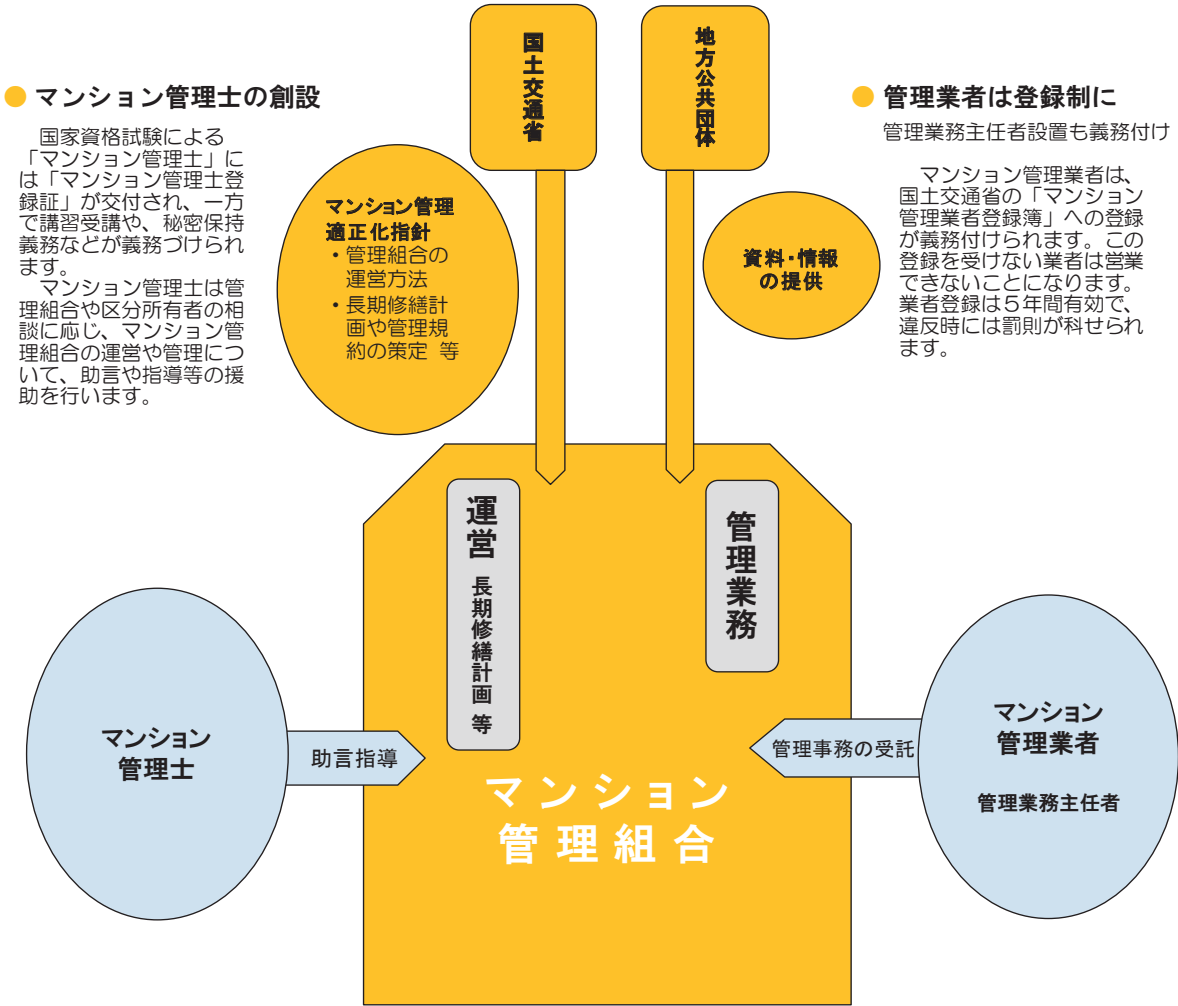 国土交通省
地方公共団体
● マンション管理士の創設
国家資格試験による
「マンション管理士」に
は「マンション管理士登
録証」が交付され、一方
で講習受講や、秘密保持
義務などが義務づけられ
ます。
マンション管理士は管
理組合や区分所有者の相
談に応じ、マンション管
理組合の運営や管理につ
いて、助言や指導等の援
助を行います。
マンション管理
適正化指針
・管理組合の
運営方法
・長期修繕計
画や管理規
約の策定 等
資料・情報
の提供
● 管理業者は登録制に
管理業務主任者設置も義務付け
マンション管理業者は、
国土交通省の「マンション
管理業者登録簿」への登録
が義務付けられます。この
登録を受けない業者は営業
できないことになります。
業者登録は５年間有効で、
違反時には罰則が科せられ
ます。
運営 長期修繕計画 等
管理業務
マンション
管理士
助言指導
マンション
管理組合
管理事務の受託
マンション
管理業者
管理業務主任者